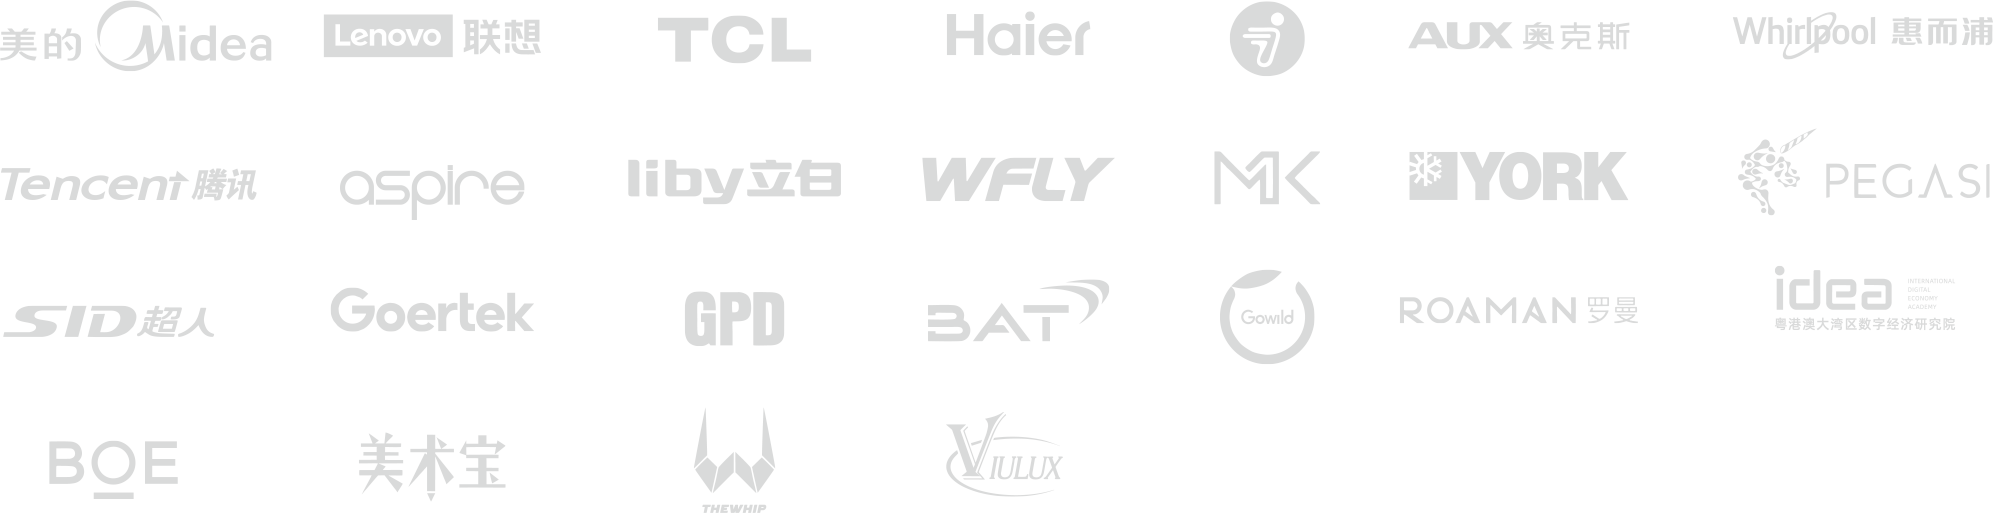 美的 Midea
Lenovo 联想
TCL
Haier
AUX 奥克斯
Whirlpool 惠而浦
Tencent 腾讯
aspire
liby 立白
WFLY
MK
YORK
PEGASI
SID 超人
Goertek
GPD
BAT
Gowild
ROAMAN 罗曼
idea
INTERNATIONAL
DIGITAL
ECONOMY
ACADEMY
粤港澳大湾区数字经济研究院
BOE
美术宝
THEWHIP
VIULUX